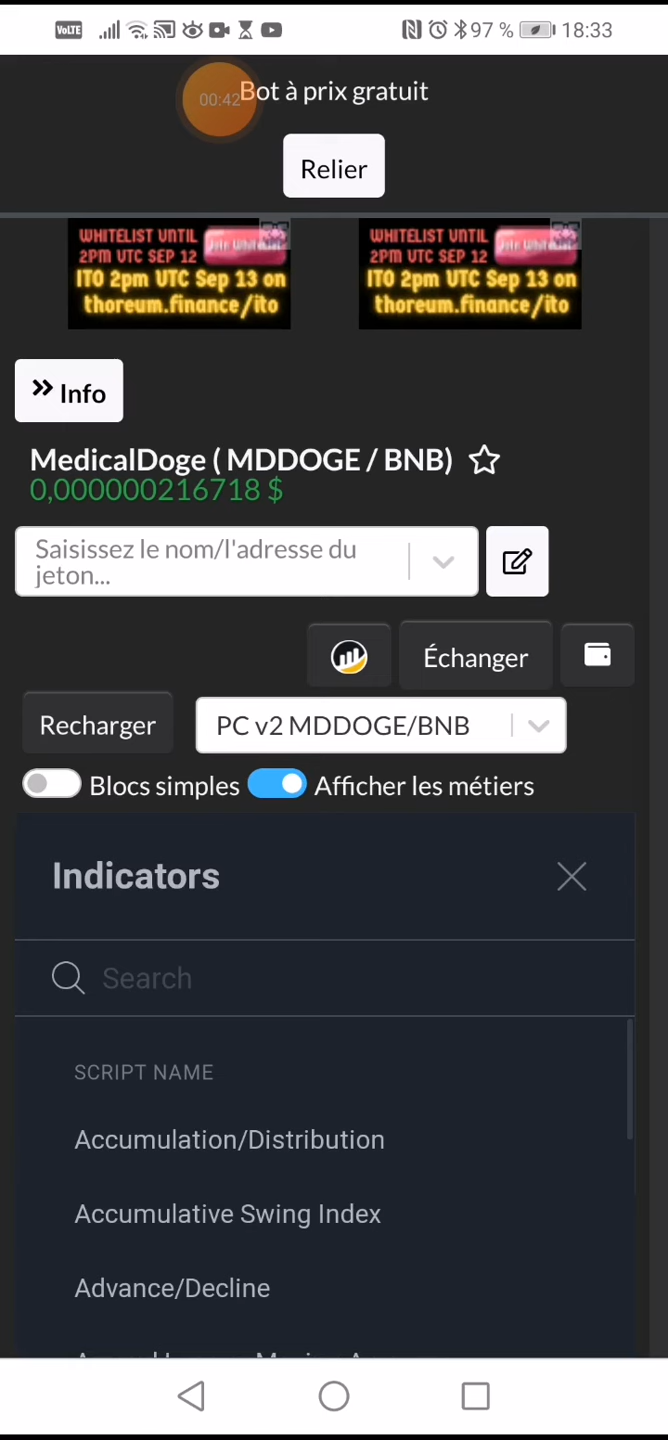 VoLTE 97 % 18:33
00:42 Bot à prix gratuit
Relier
WHITELIST UNTIL
2PM UTC SEP 12
ITO 2pm UTC Sep 13 on
thoreum.finance/ito
WHITELIST UNTIL
2PM UTC SEP 12
ITO 2pm UTC Sep 13 on
thoreum.finance/ito
Info
MedicalDoge ( MDDOGE / BNB)
0,000000216718 $
Saisissez le nom/l'adresse du
jeton...
Échanger
Recharger PC v2 MDDOGE/BNB
Blocs simples Afficher les métiers
Indicators
Search
SCRIPT NAME
Accumulation/Distribution
Accumulative Swing Index
Advance/Decline